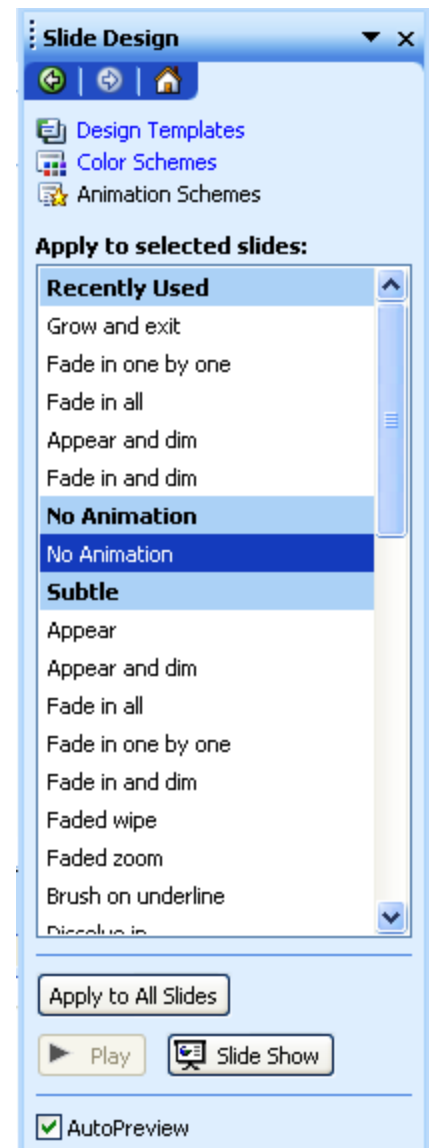 Slide Design
Design Templates
Color Schemes
Animation Schemes
Apply to selected slides:
Recently Used
Grow and exit
Fade in one by one
Fade in all
Appear and dim
Fade in and dim
No Animation
No Animation
Subtle
Appear
Appear and dim
Fade in all
Fade in one by one
Fade in and dim
Faded wipe
Faded zoom
Brush on underline
Dissolve in
Apply to All Slides
Play Slide Show
AutoPreview